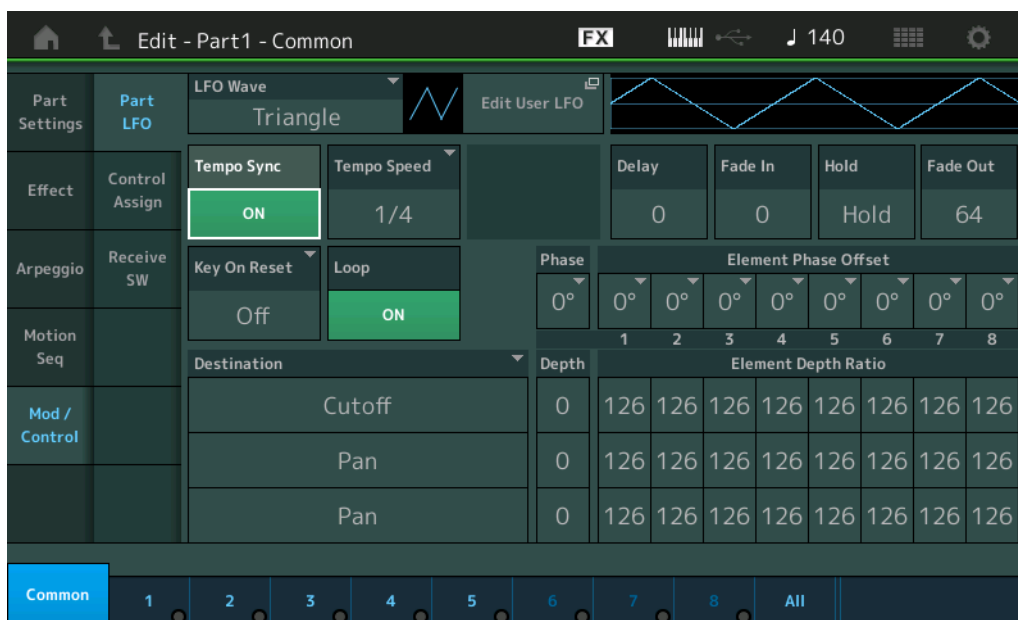 Edit - Part1 - Common FX ♩ 140
Part Settings
Effect
Arpeggio
Motion Seq
Mod / Control
Part LFO
Control Assign
Receive SW
LFO Wave
Triangle
Edit User LFO
Tempo Sync
ON
Tempo Speed
1/4
Delay
0
Fade In
0
Hold
Hold
Fade Out
64
Key On Reset
Off
Loop
ON
Phase
0°
Element Phase Offset
0° 0° 0° 0° 0° 0° 0° 0°
1 2 3 4 5 6 7 8
Destination Depth Element Depth Ratio
Cutoff 0 126 126 126 126 126 126 126 126
Pan 0 126 126 126 126 126 126 126 126
Pan 0 126 126 126 126 126 126 126 126
Common 1 2 3 4 5 6 7 8 All